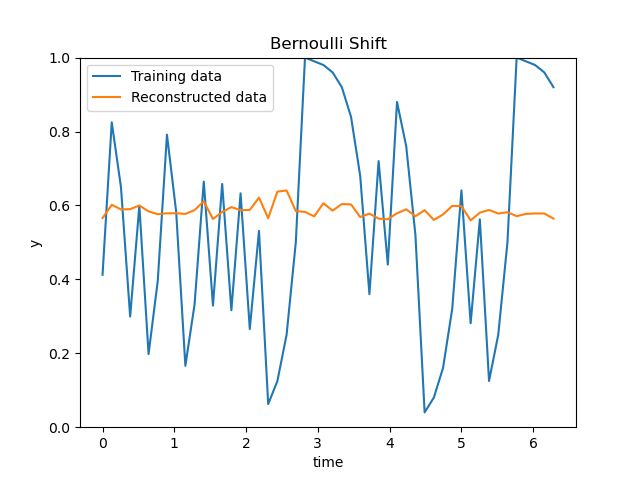 Bernoulli Shift
1.0
0.8
0.6
0.4
0.2
0.0
y
Training data
Reconstructed data
0 1 2 3 4 5 6
time